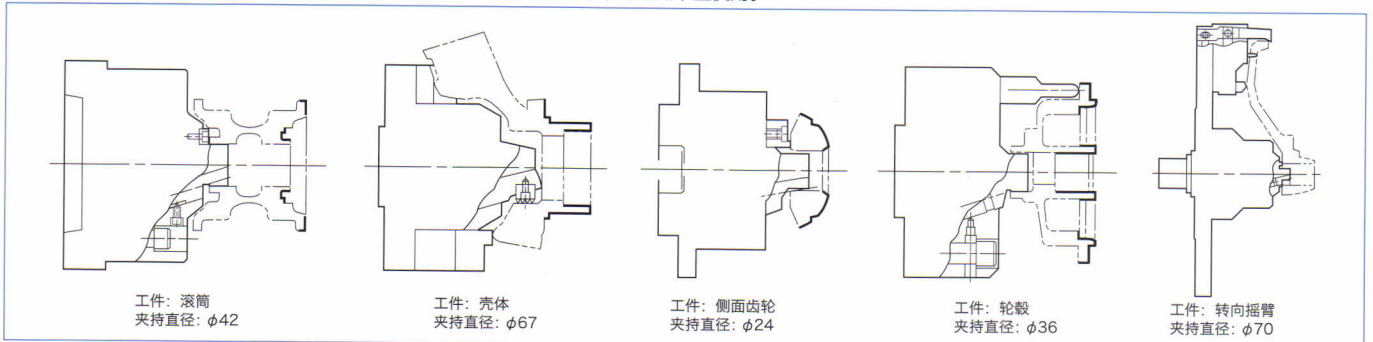 工件: 滚筒
夹持直径: φ42
工件: 壳体
夹持直径: φ67
工件: 侧面齿轮
夹持直径: φ24
工件: 轮毂
夹持直径: φ36
工件: 转向摇臂
夹持直径: φ70